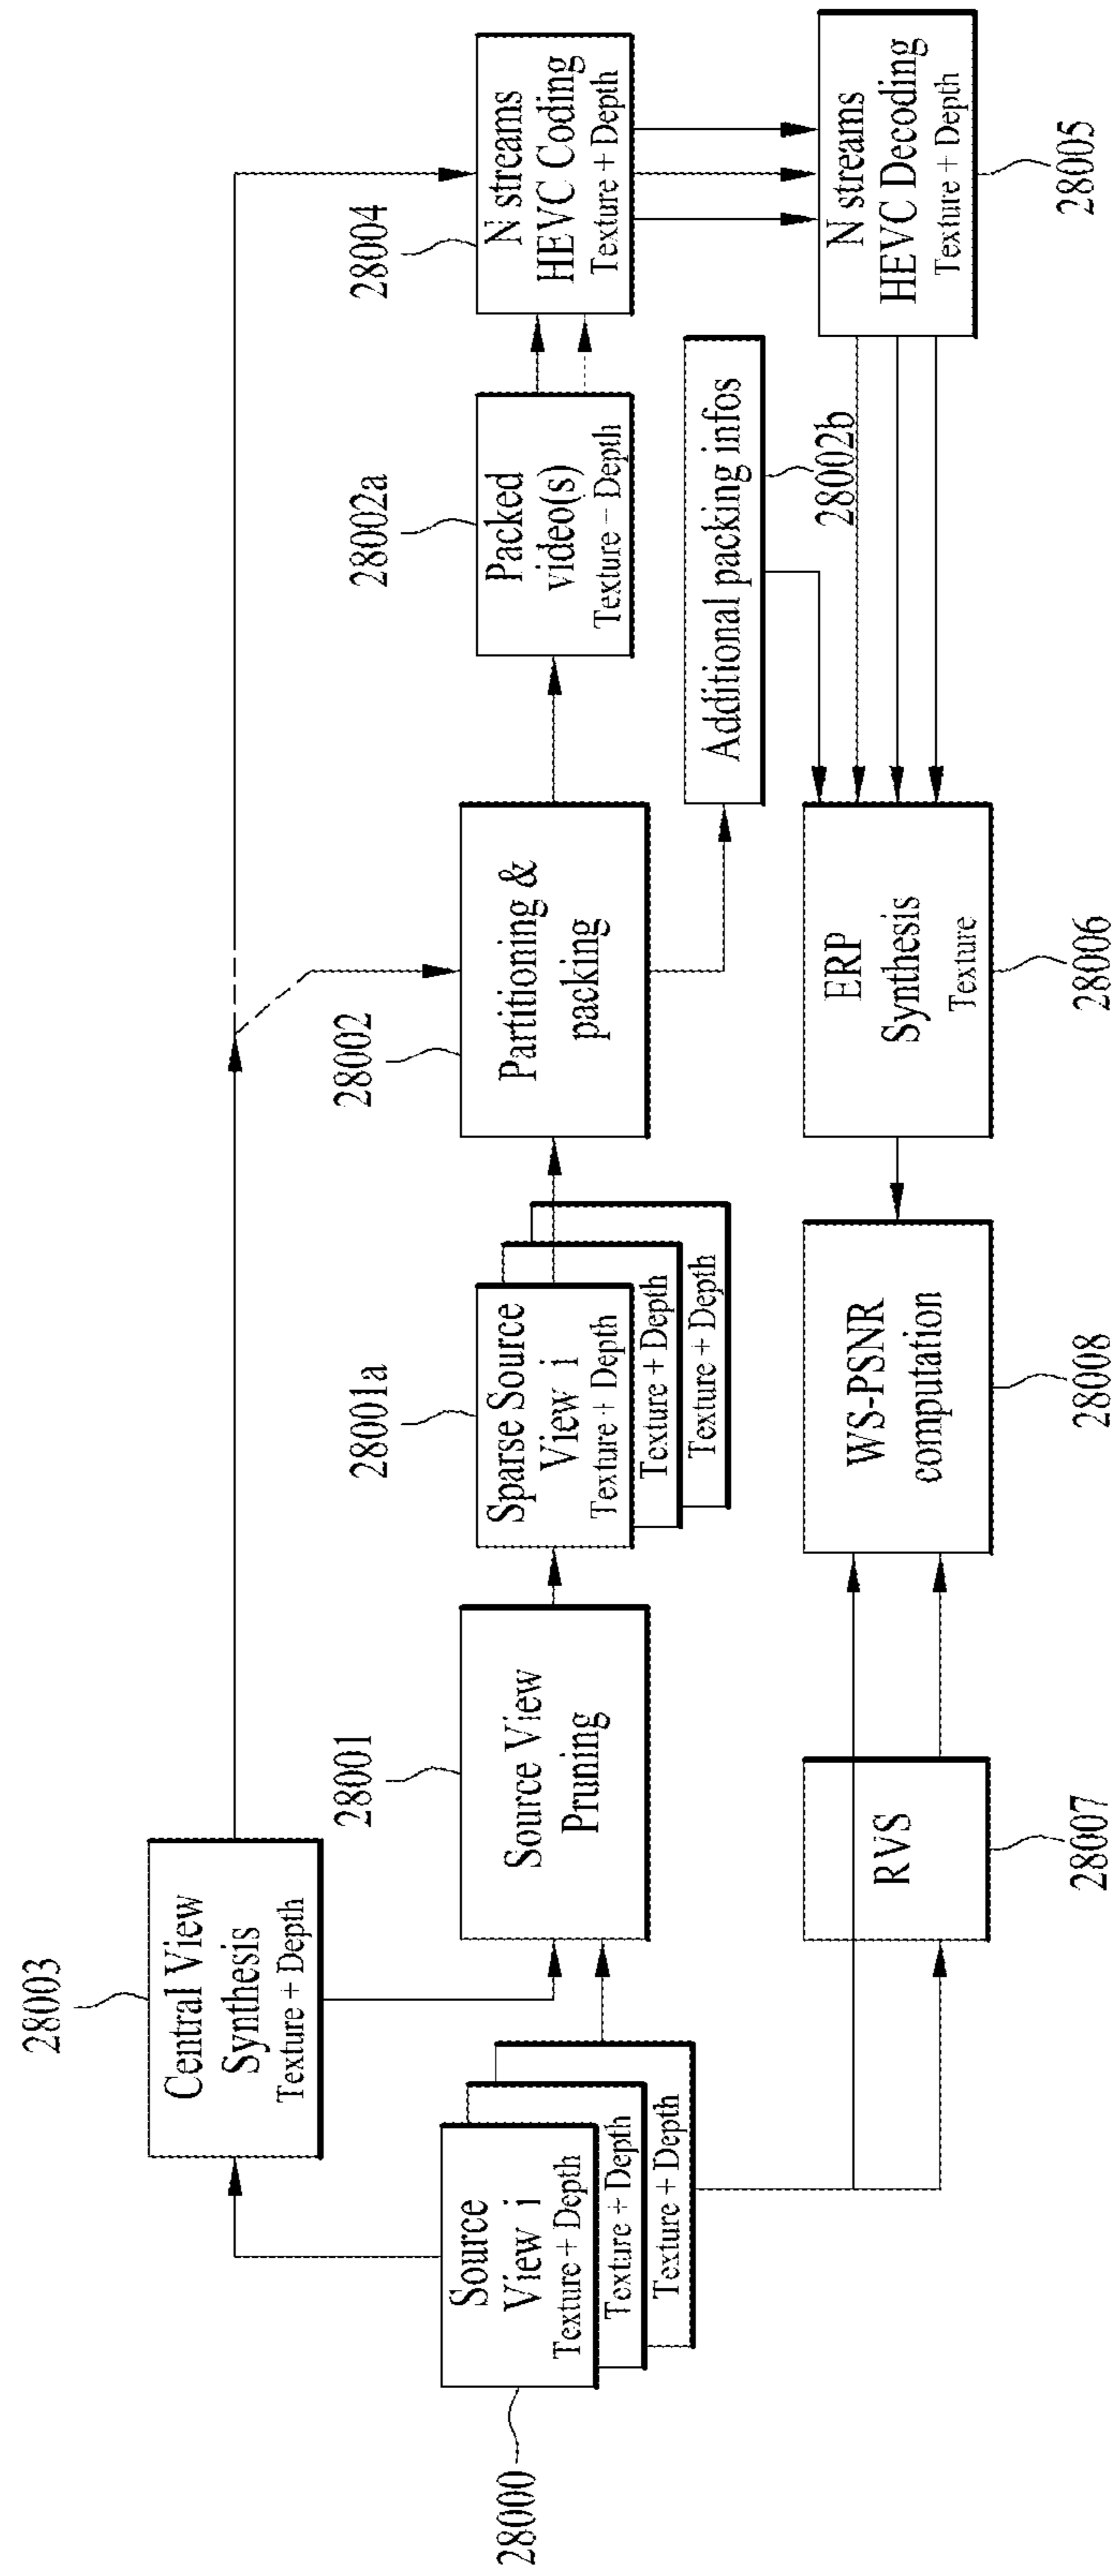 28003
Central View
Synthesis
Texture + Depth
28000
Source
View i
Texture + Depth
Texture + Depth
Texture + Depth
28001
Source View
Pruning
28001a
Sparse Source
View i
Texture + Depth
Texture + Depth
Texture + Depth
28002
Partitioning &
packing
28002a
Packed
video(s)
Texture - Depth
28004
N streams
HEVC Coding
Texture + Depth
Additional packing infos
28002b
RVS
28007
WS-PSNR
computation
28008
ERP
Synthesis
Texture
28006
N streams
HEVC Decoding
Texture + Depth
28005